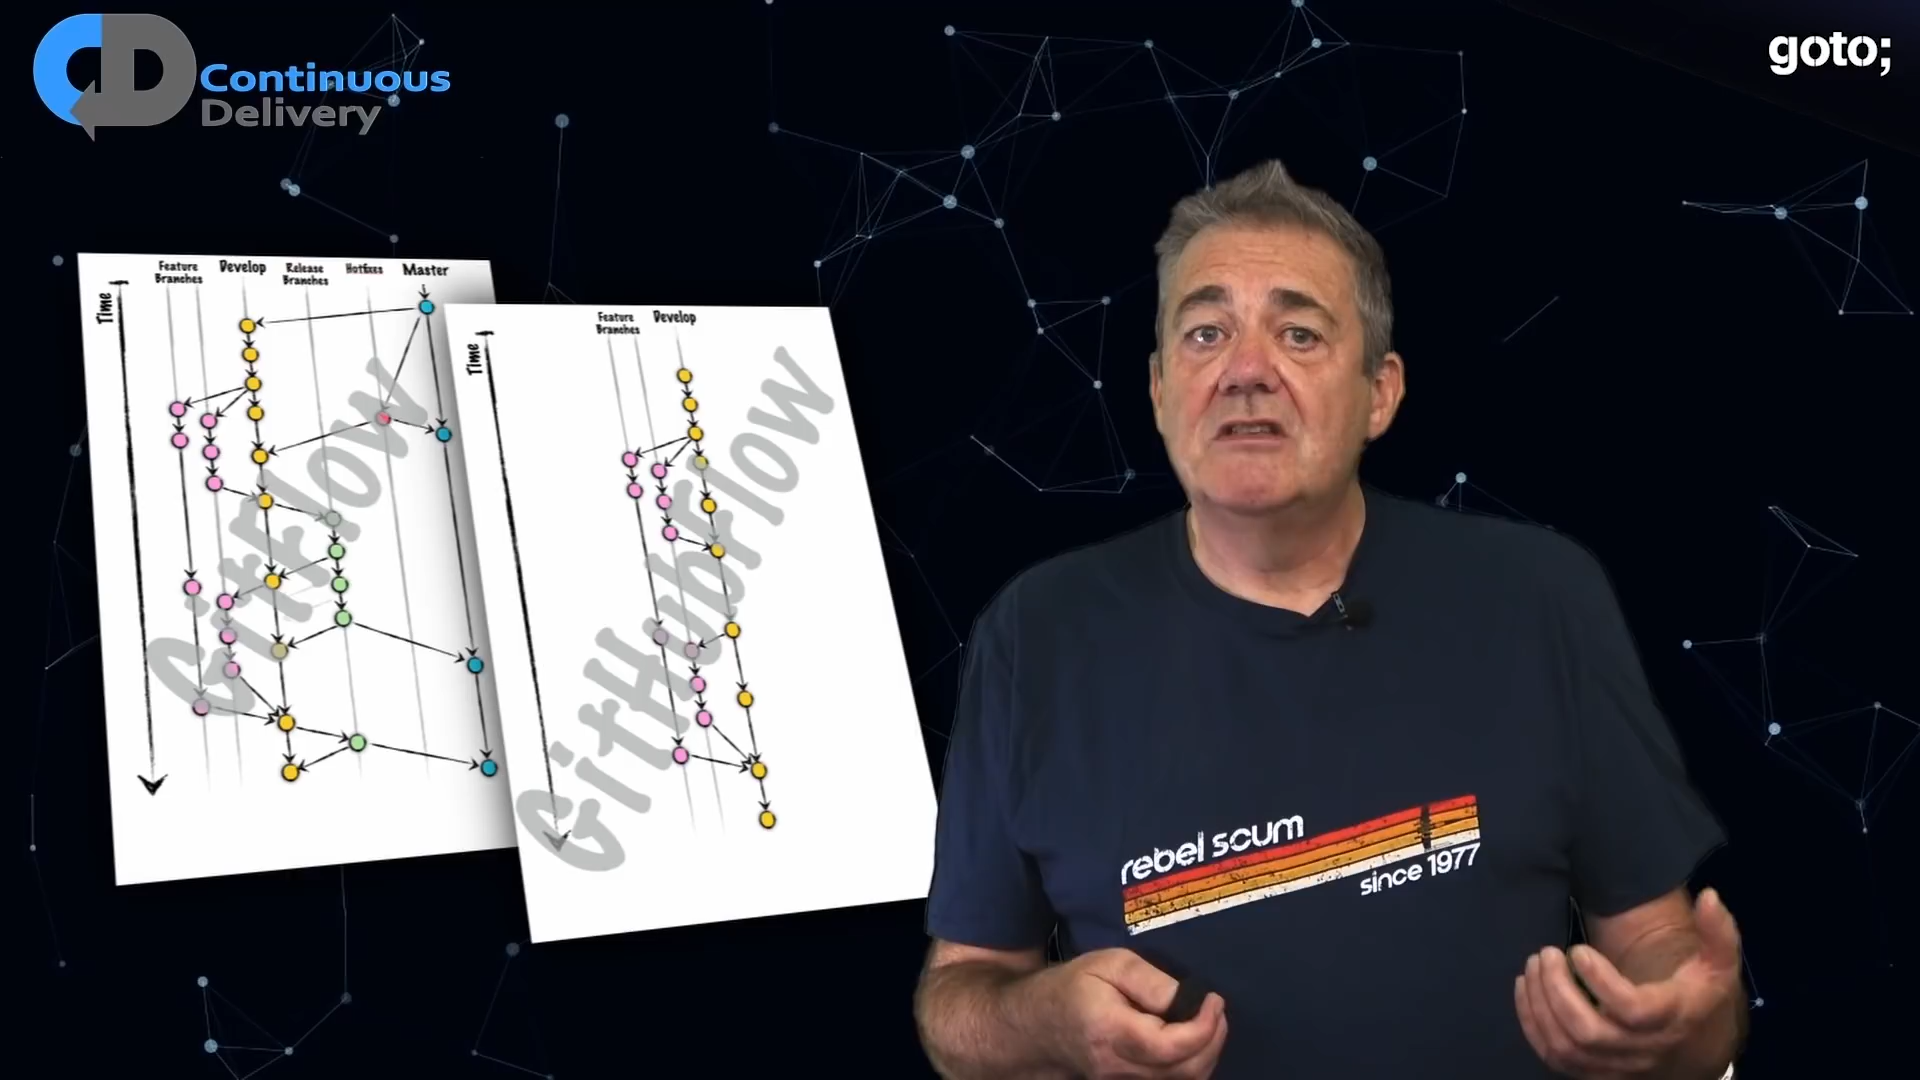 Continuous
Delivery
goto;
Feature
Branches
Develop
Release
Branches
Hotfixes
Master
Time
GitFlow
Feature
Branches
Develop
Time
GitHubFlow
rebel scum
since 1977